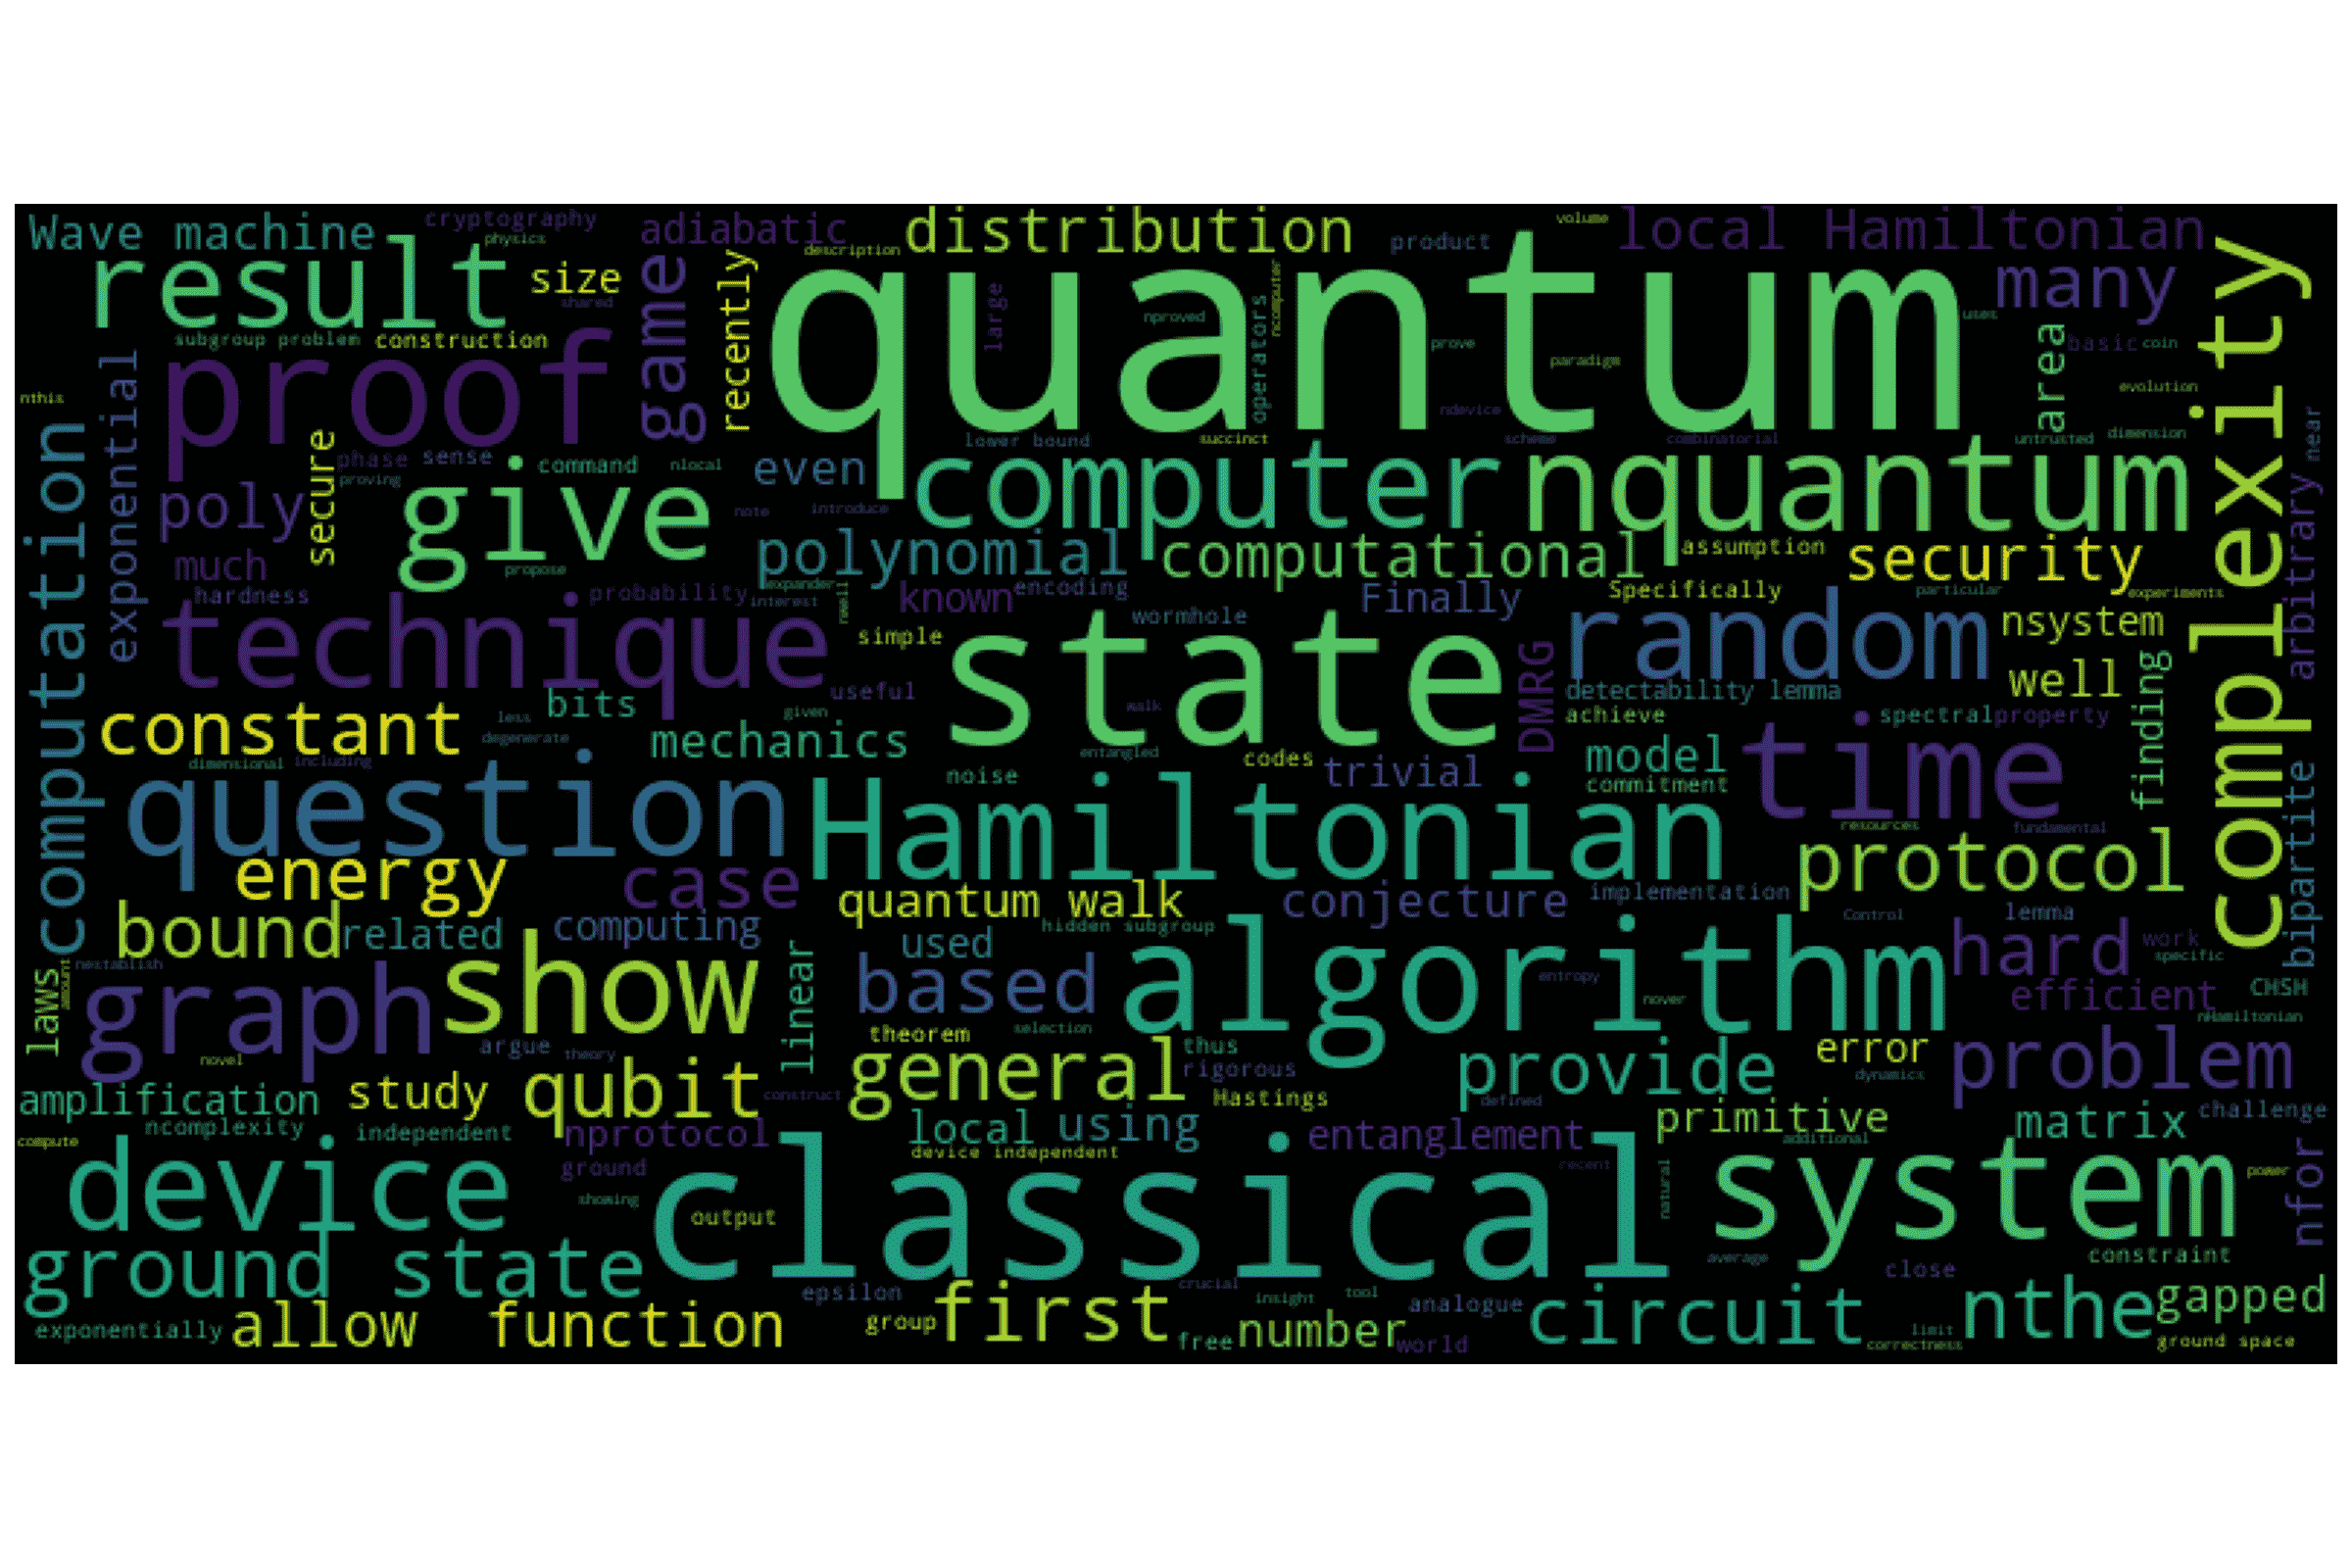 Wave machine
cryptography
physics
adiabatic
description
distribution
volume
product
local Hamiltonian
result
size
shared
game
recently
large
quantum
many
complexity
subgroup problem
construction
nproved
operators
ncomputer
prove
paradigm
uses
area
basic
coin
nthis
proof
ndevice
evolution
computation
exponential
secure
phase
sense
command
nlocal
proving
lower bound
succinct
scheme
combinatorial
untrusted
dimension
near
poly
give
even
note
introduce
computer
nquantum
arbitrary
much
propose
polynomial
computational
assumption
security
hardness
probability
expander
interest
nwell
known
encoding
Finally
Specifically
particular
experiments
technique
simple
wormhole
random
nsystem
DMRG
state
useful
detectability lemma
well
finding
constant
bits
less
degenerate
given
walk
achieve
spectral
property
mechanics
entangled
codes
model
time
dimensional
including
noise
trivial
commitment
bipartite
question
Hamiltonian
resources
fundamental
energy
case
protocol
quantum walk
conjecture
implementation
bound
related
computing
hidden subgroup
Control
lemma
laws
amount
nestablish
show
linear
used
algorithm
hard
work
specific
graph
based
entropy
nover
efficient
CHSH
novel
argue
theory
theorem
selection
nHamiltonian
thus
error
amplification
study
qubit
construct
general
rigorous
provide
dynamics
problem
Hastings
defined
ncomplexity
independent
nprotocol
local
using
primitive
matrix
challenge
compute
device independent
entanglement
additional
device
ground
classical
recent
natural
system
power
nfor
showing
output
ground state
average
close
constraint
epsilon
crucial
insight
tool
exponentially
allow
function
group
first
free
number
analogue
world
circuit
limit
correctness
nthe
gapped
ground space